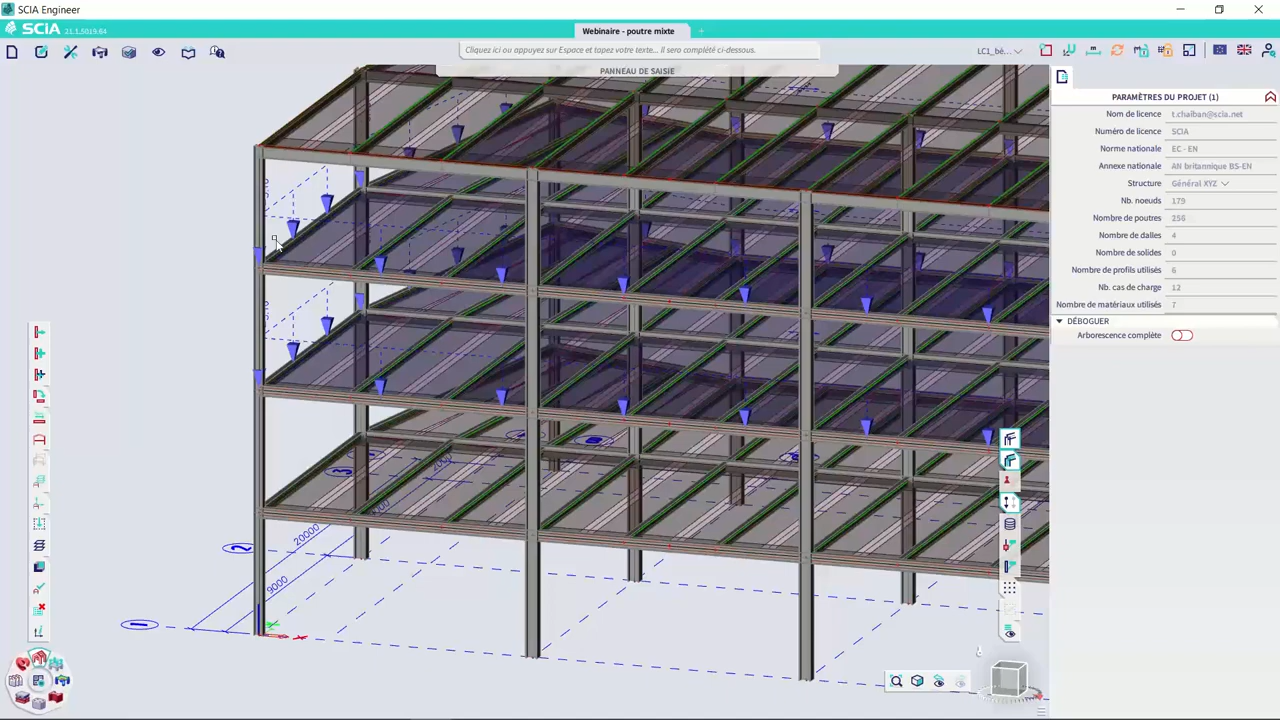 SCIA Engineer
SCIA 21.1.5019.64
Webinaire - poutre mixte
Cliquez ici ou appuyez sur Espace et tapez votre texte... il sero complété ci-dessous.
LC1_bé...
PANNEAU DE SAISIE
PARAMÈTRES DU PROJET (1)
Nom de licence t.chaiban@scia.net
Numéro de licence SCIA
Norme nationale EC - EN
Annexe nationale AN britannique BS-EN
Structure Général XYZ
Nb. noeuds 179
Nombre de poutres 256
Nombre de dalles 4
Nombre de solides 0
Nombre de profils utilisés 6
Nb. cas de charge 12
Nombre de matériaux utilisés 7
DÉBOGUER
Arborescence complète
20000
9000
2
1